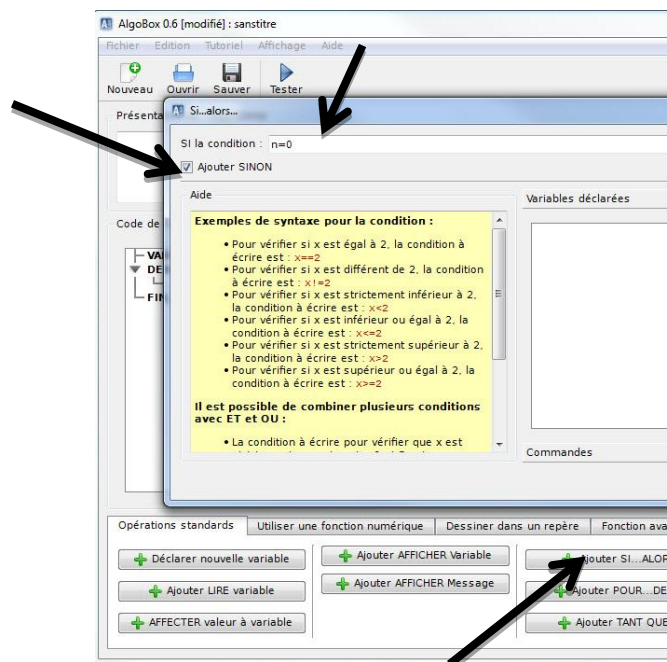 AlgoBox 0.6 [modifié] : sanstitre
Fichier Edition Tutoriel Affichage Aide
Nouveau Ouvrir Sauver Tester
Présenta
Si...alors...
SI la condition : n=0
Ajouter SINON
Aide
Variables déclarées
Exemples de syntaxe pour la condition :
• Pour vérifier si x est égal à 2, la condition à
écrire est : x==2
• Pour vérifier si x est différent de 2, la condition
à écrire est : x!=2
• Pour vérifier si x est strictement inférieur à 2,
la condition à écrire est : x<2
• Pour vérifier si x est inférieur ou égal à 2, la
condition à écrire est : x<=2
• Pour vérifier si x est strictement supérieur à 2,
la condition à écrire est : x>2
• Pour vérifier si x est supérieur ou égal à 2, la
condition à écrire est : x>=2
Il est possible de combiner plusieurs conditions
avec ET et OU :
• La condition à écrire pour vérifier que x est
Code de
VA
DE
FIN
Commandes
Opérations standards Utiliser une fonction numérique Dessiner dans un repère Fonction ava
Déclarer nouvelle variable Ajouter AFFICHER Variable Ajouter SI...ALOR
Ajouter LIRE variable Ajouter AFFICHER Message Ajouter POUR...DE
AFFECTER valeur à variable Ajouter TANT QUE